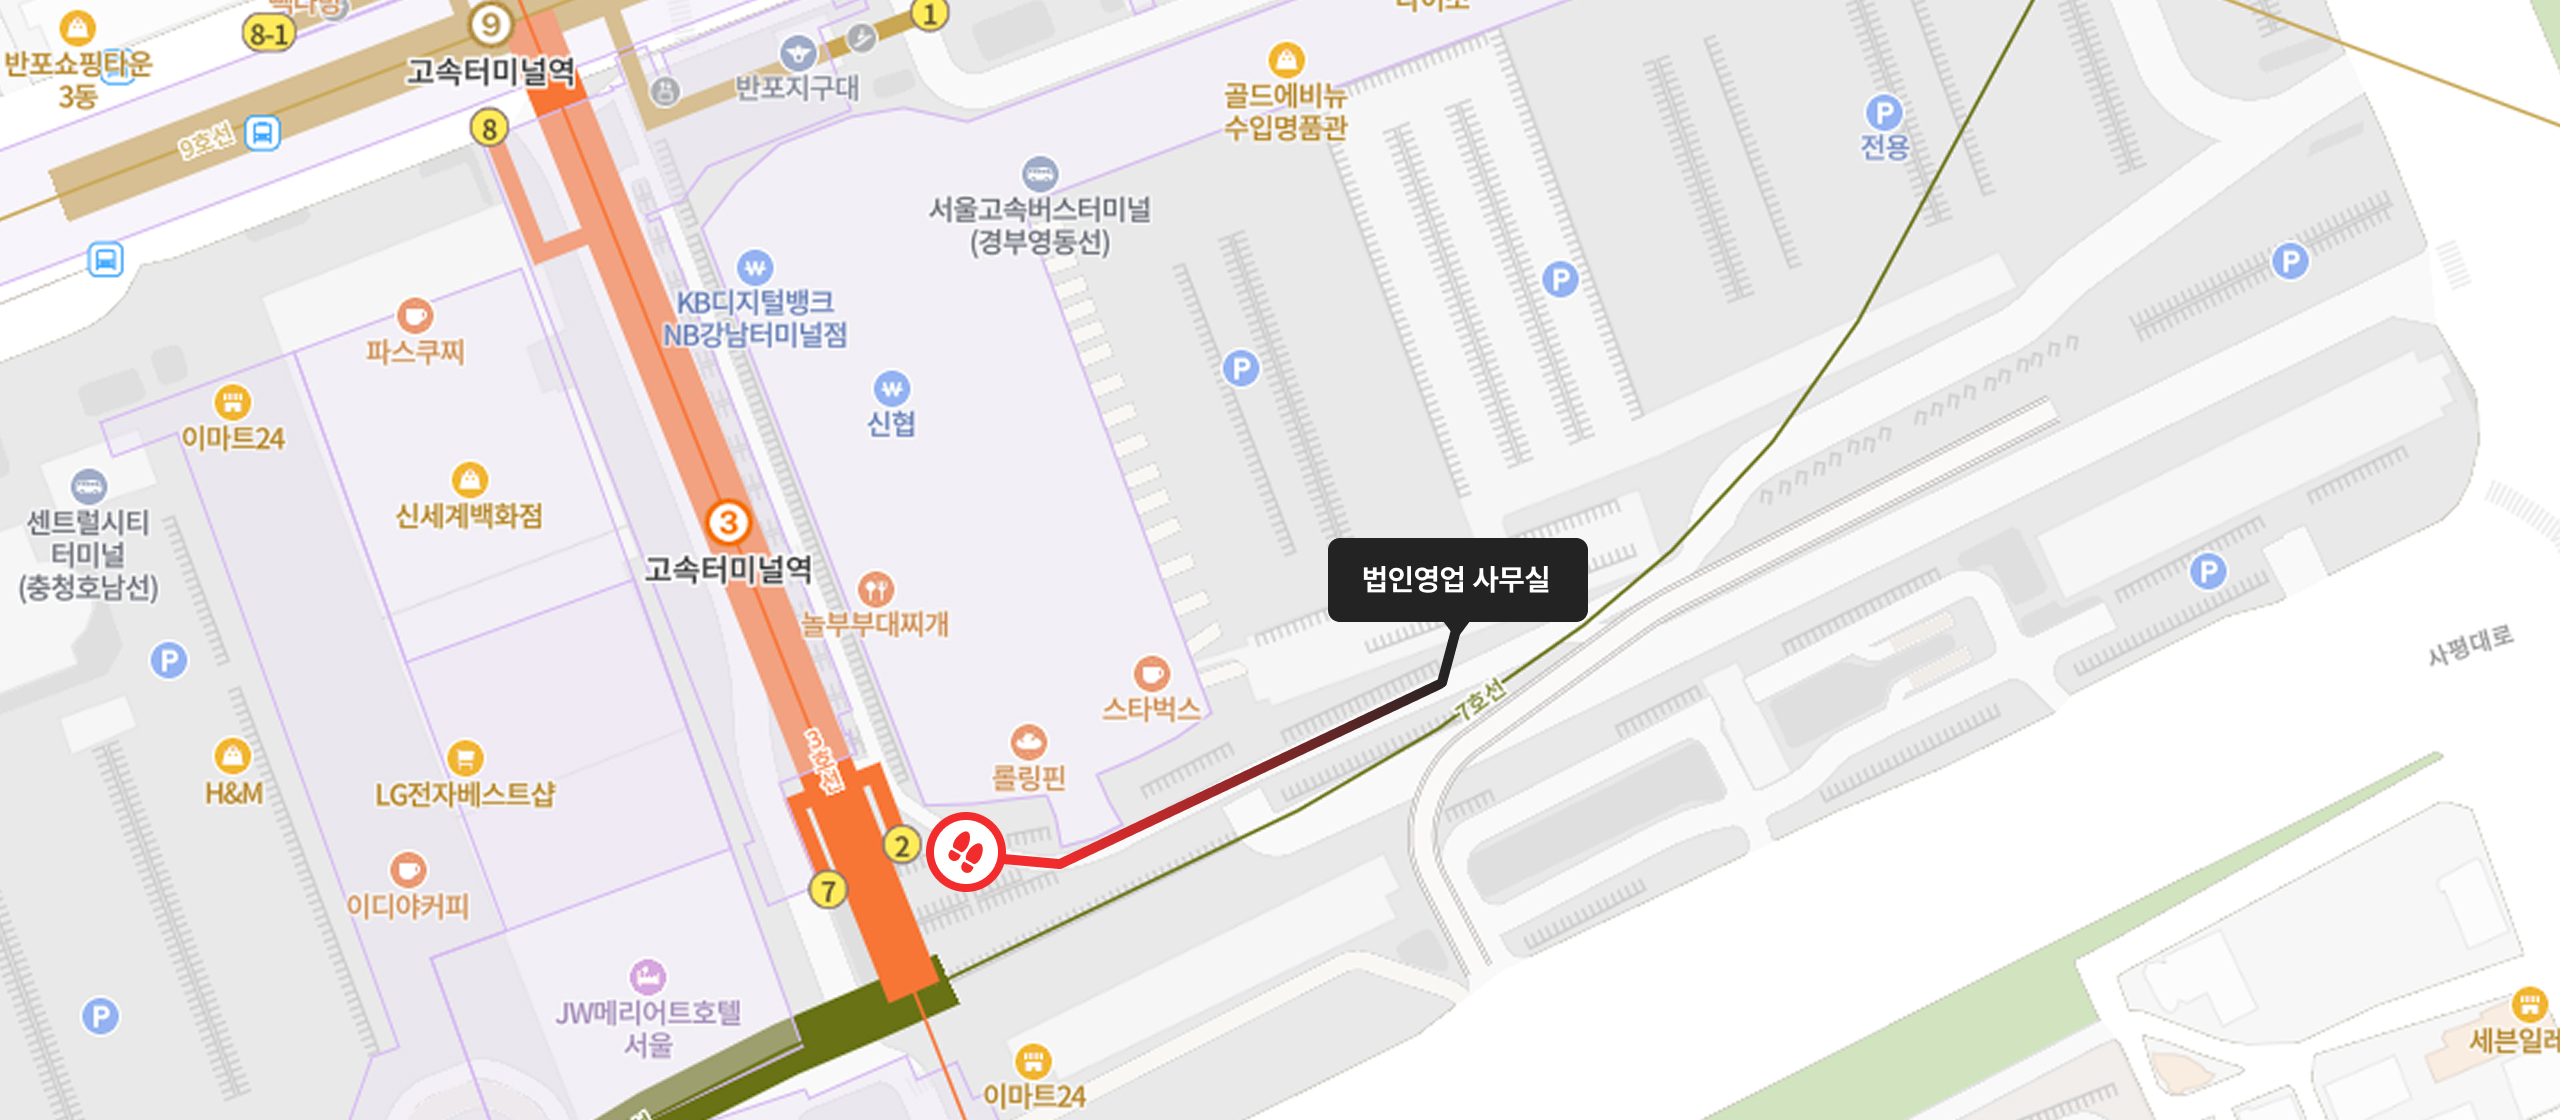 8-1
9
1
반포쇼핑타운
3동
고속터미널역
반포지구대
8
9호선
골드에비뉴
수입명품관
전용
P
서울고속버스터미널
(경부영동선)
P
P
KB디지털뱅크
NB강남터미널점
파스쿠찌
P
신협
이마트24
신세계백화점
센트럴시티
터미널
(충청호남선)
3
고속터미널역
법인영업 사무실
P
놀부부대찌개
사평대로
P
스타벅스
7호선
3호선
롤링핀
H&M
LG전자베스트샵
2
7
이디야커피
JW메리어트호텔
서울
P
이마트24
세븐일레